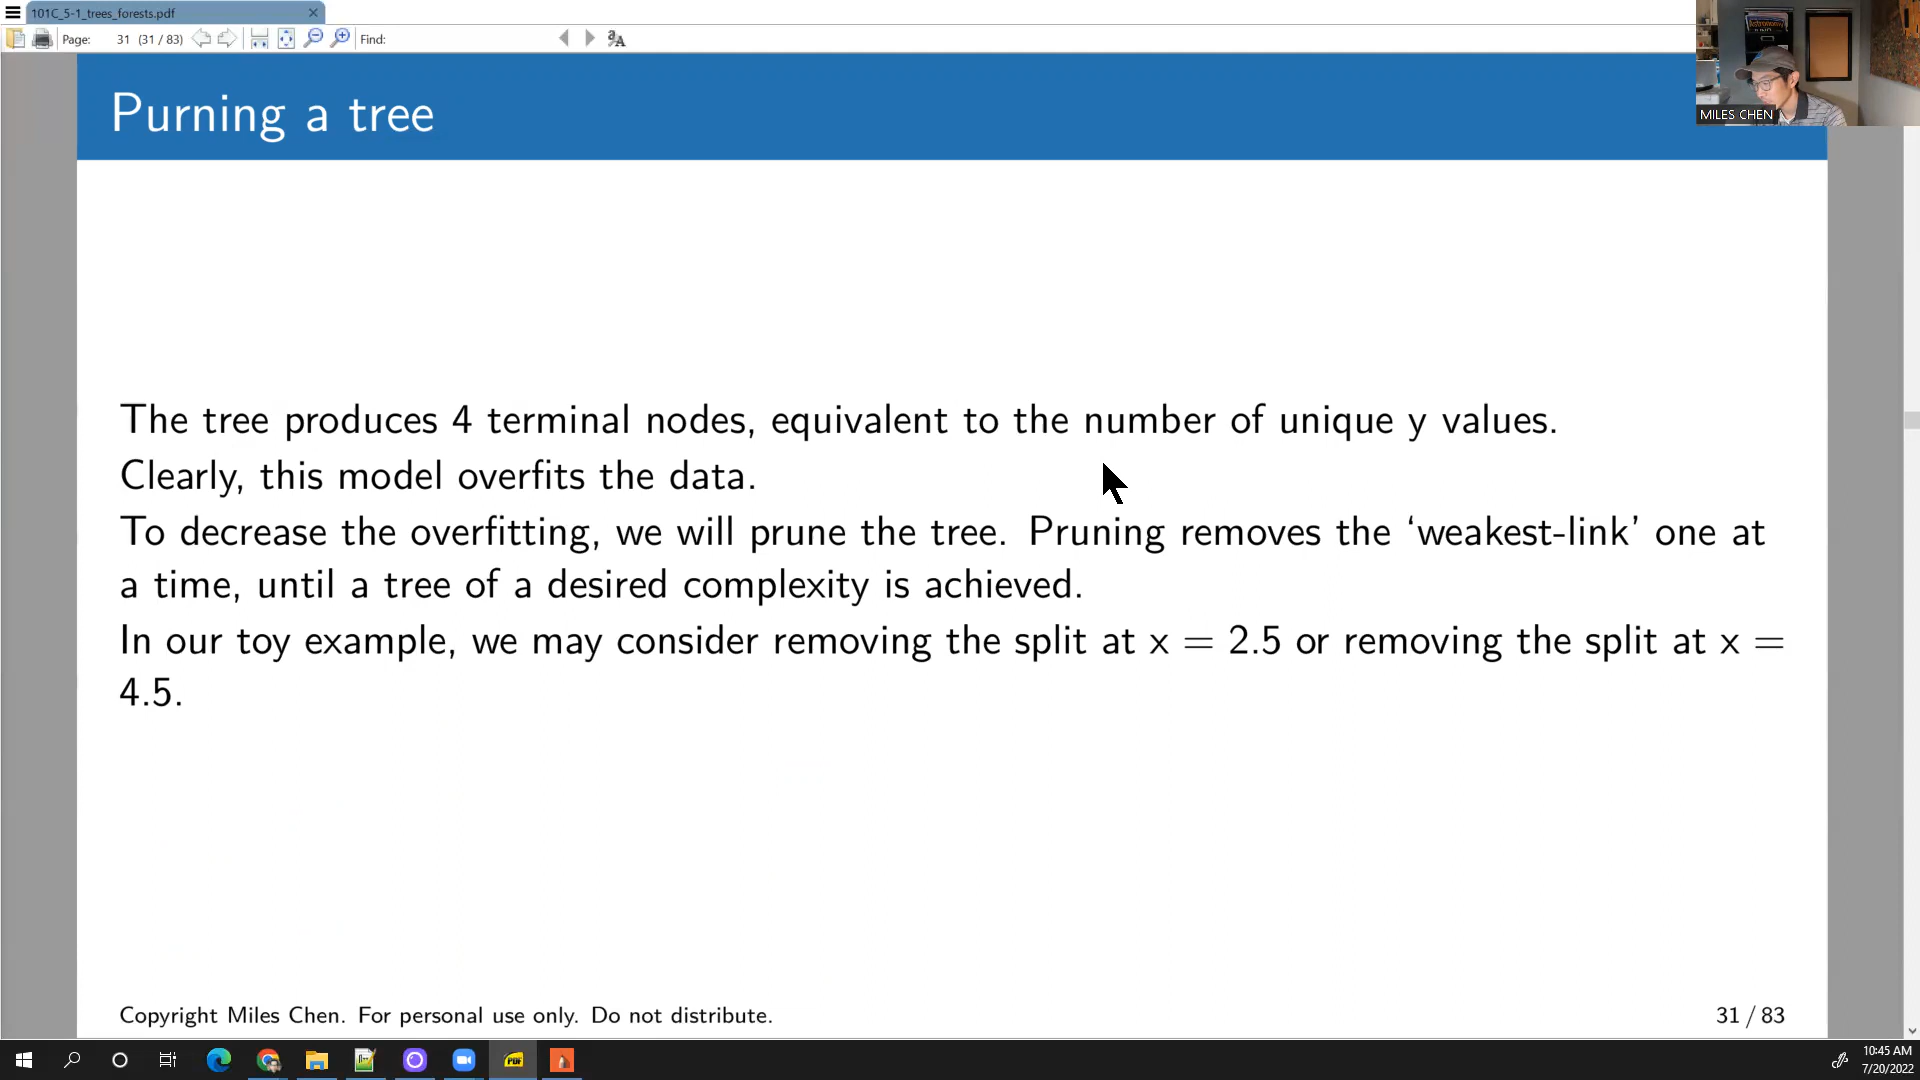 101C_5-1_trees_forests.pdf
Page: 31 (31 / 83) Find:
MILES CHEN
Purning a tree
The tree produces 4 terminal nodes, equivalent to the number of unique y values.
Clearly, this model overfits the data.
To decrease the overfitting, we will prune the tree. Pruning removes the ‘weakest-link’ one at
a time, until a tree of a desired complexity is achieved.
In our toy example, we may consider removing the split at x = 2.5 or removing the split at x =
4.5.
Copyright Miles Chen. For personal use only. Do not distribute.
31 / 83
PDF
10:45 AM
7/20/2022